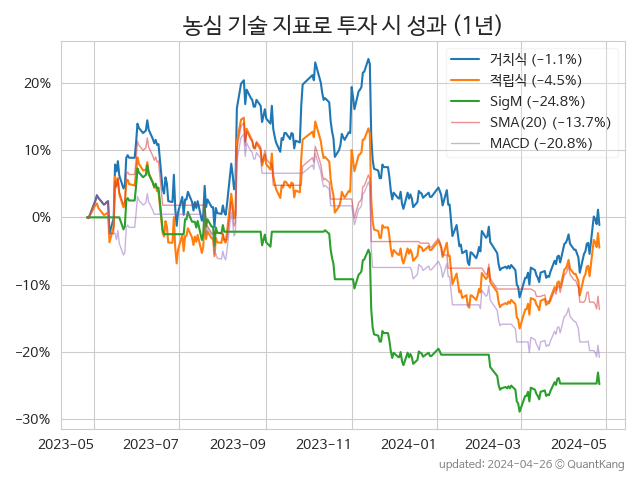 농심 기술 지표로 투자 시 성과 (1년)
거치식 (−1.1%)
적립식 (−4.5%)
SigM (−24.8%)
SMA(20) (−13.7%)
MACD (−20.8%)
20%
10%
0%
−10%
−20%
−30%
2023-05 2023-07 2023-09 2023-11 2024-01 2024-03 2024-05
updated: 2024-04-26 © QuantKang